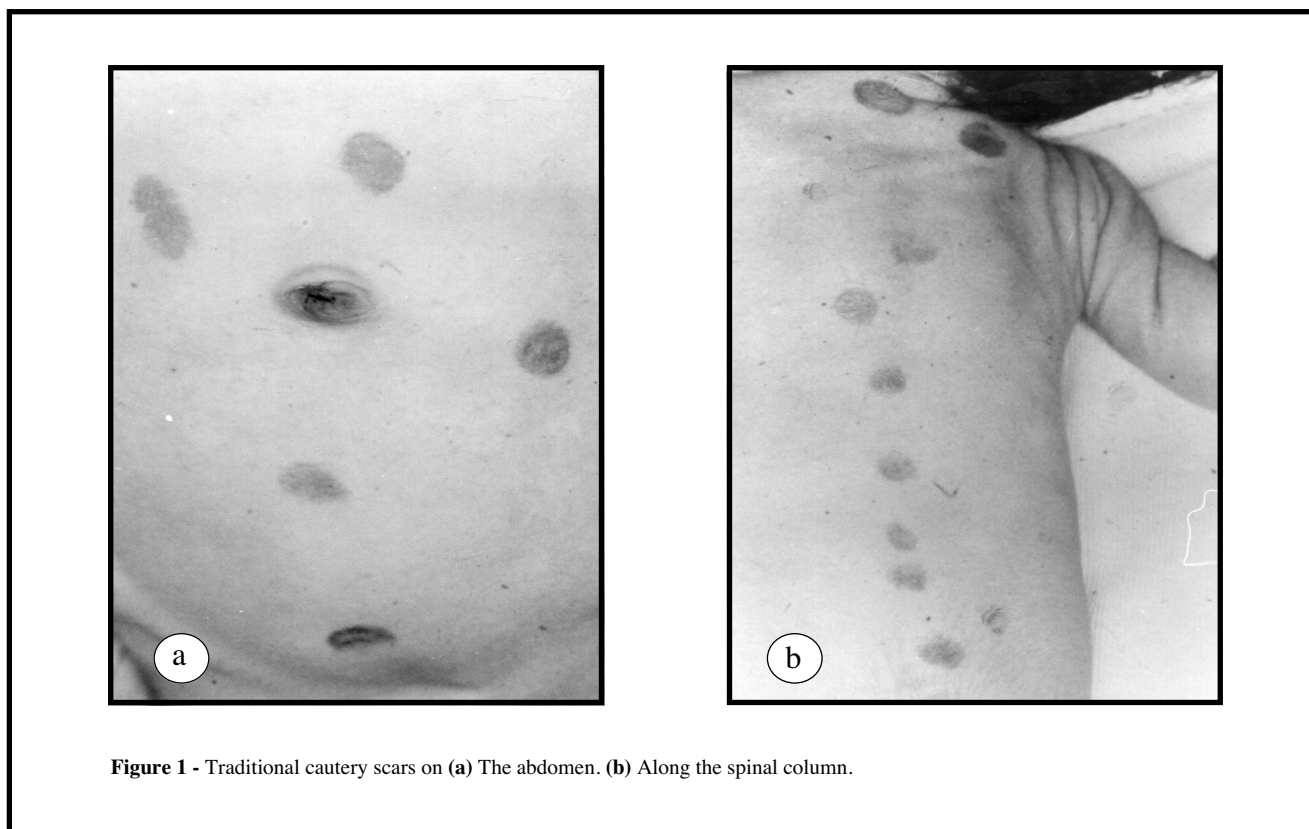 a
b
Figure 1 - Traditional cautery scars on (a) The abdomen. (b) Along the spinal column.